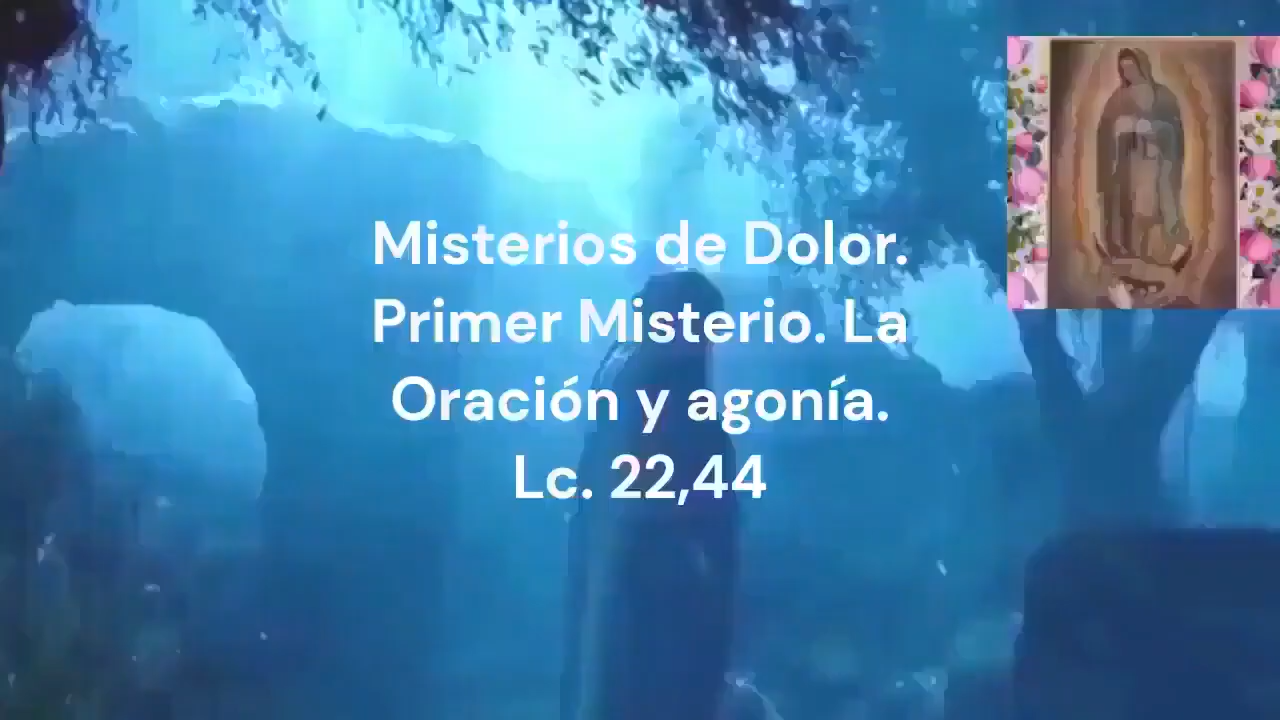 Misterios de Dolor.
Primer Misterio. La
Oración y agonía.
Lc. 22,44